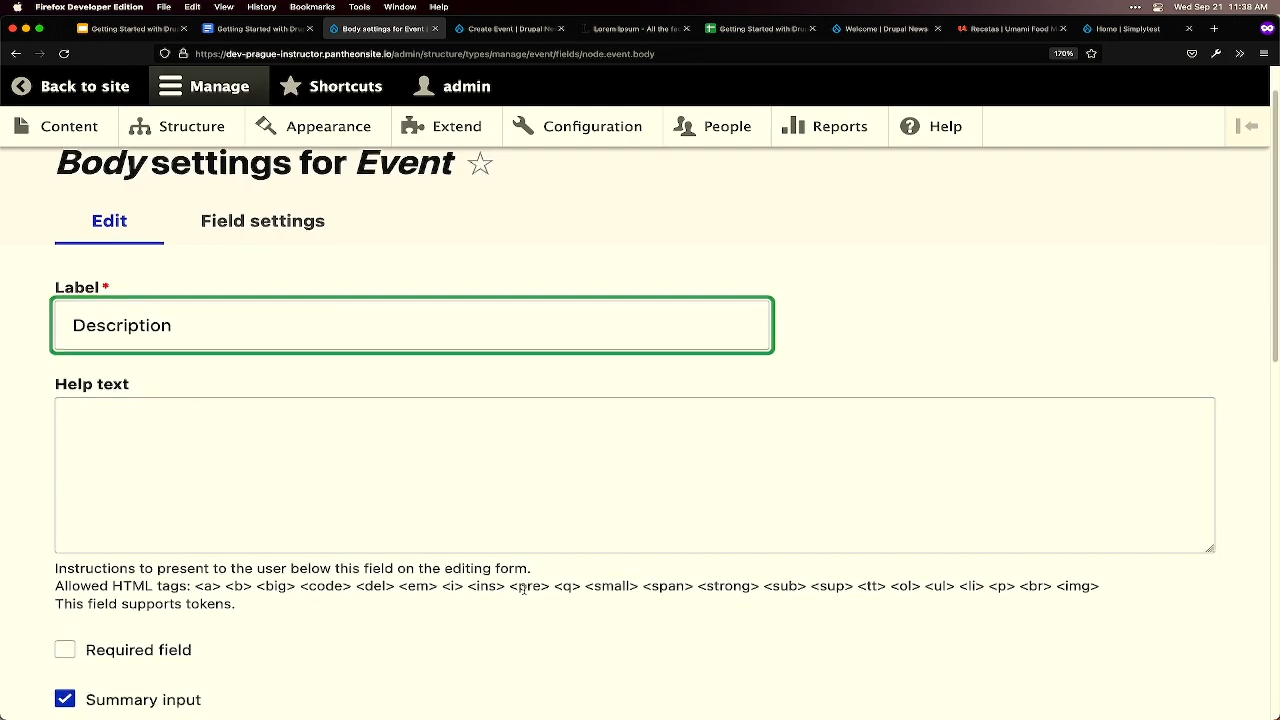 Firefox Developer Edition File Edit View History Bookmarks Tools Window Help Wed Sep 21 11:38 AM
Getting Started with Dru Getting Started with Dru Body settings for Event | Create Event | Drupal Ne Lorem Ipsum - All the fac Getting Started with Dru Welcome | Drupal News Recetas | Umami Food M Home | Simplytest
https://dev-prague-instructor.pantheonsite.io/admin/structure/types/manage/event/fields/node.event.body 170%
Back to site Manage Shortcuts admin
Content Structure Appearance Extend Configuration People Reports Help
Body settings for Event
Edit Field settings
Label *
Description
Help text
Instructions to present to the user below this field on the editing form.
Allowed HTML tags: <a> <b> <big> <code> <del> <em> <i> <ins> <pre> <q> <small> <span> <strong> <sub> <sup> <tt> <ol> <ul> <li> <p> <br> <img>
This field supports tokens.
Required field
Summary input